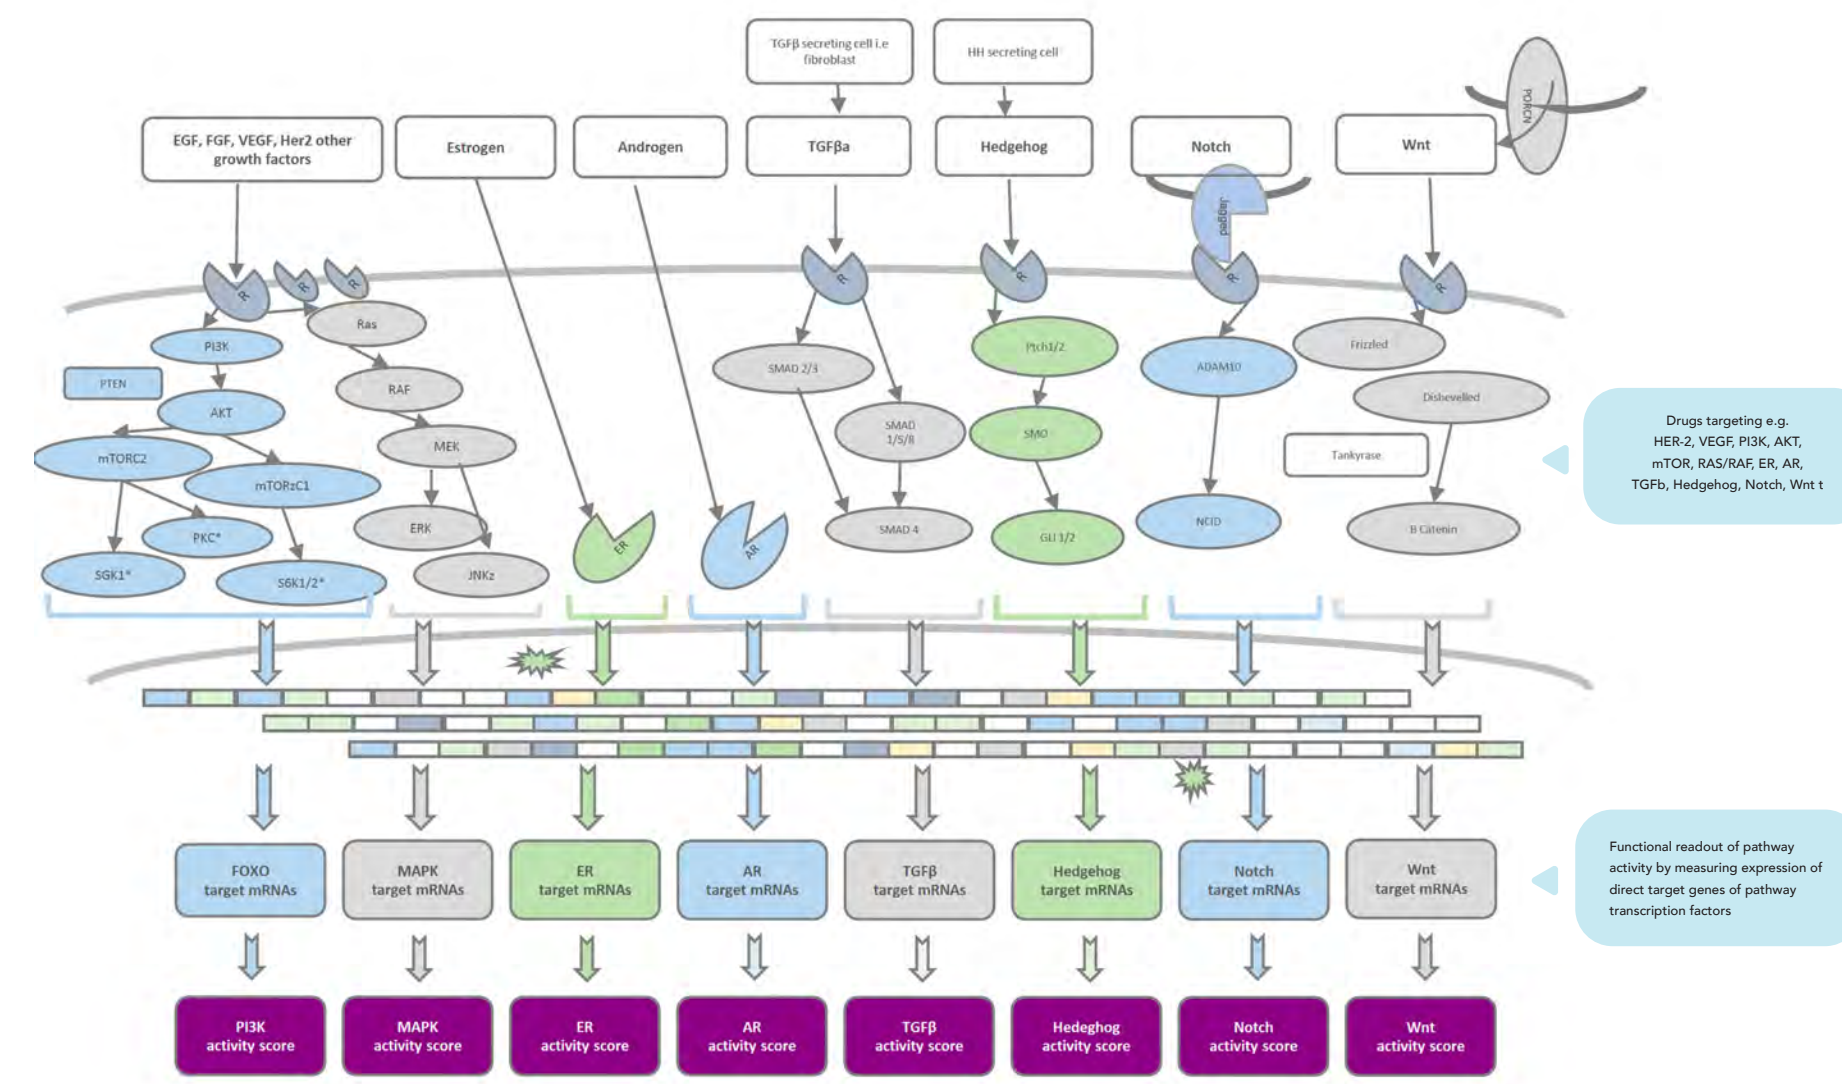 TGFβ secreting cell i.e
fibroblast
HH secreting cell
PORCN
EGF, FGF, VEGF, Her2 other
growth factors
Estrogen
Androgen
TGFβa
Hedgehog
Notch
Wnt
Jagged
R
R
R
R
R
R
R
Ras
PI3K
PTEN
RAF
AKT
MEK
mTORC2
mTORzC1
ERK
PKC*
SGK1*
S6K1/2*
JNKz
ER
AR
SMAD 2/3
SMAD
1/5/8
SMAD 4
Ptch1/2
SMO
GLI 1/2
ADAM10
NCID
Frizzled
Dishevelled
Tankyrase
B Catenin
Drugs targeting e.g.
HER-2, VEGF, PI3K, AKT,
mTOR, RAS/RAF, ER, AR,
TGFb, Hedgehog, Notch, Wnt t
FOXO
target mRNAs
MAPK
target mRNAs
ER
target mRNAs
AR
target mRNAs
TGFβ
target mRNAs
Hedgehog
target mRNAs
Notch
target mRNAs
Wnt
target mRNAs
Functional readout of pathway
activity by measuring expression of
direct target genes of pathway
transcription factors
PI3K
activity score
MAPK
activity score
ER
activity score
AR
activity score
TGFβ
activity score
Hedeghog
activity score
Notch
activity score
Wnt
activity score